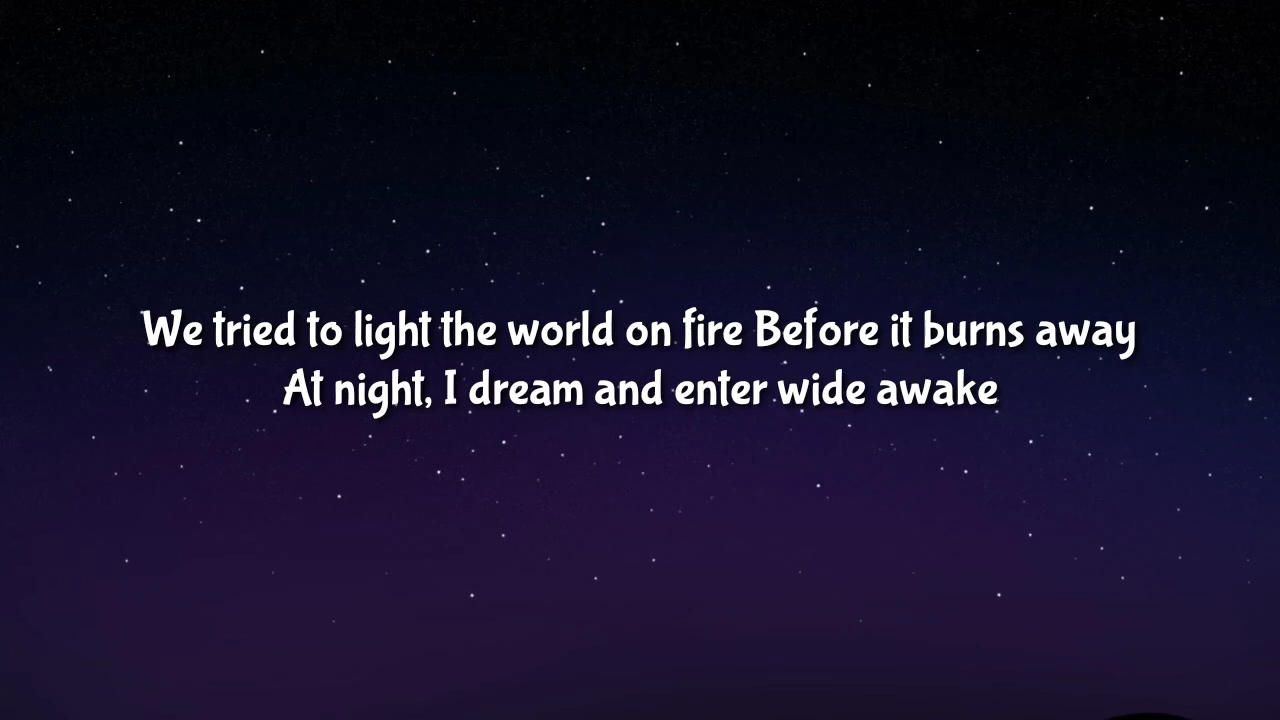 We tried to light the world on fire Before it burns away
At night, I dream and enter wide awake